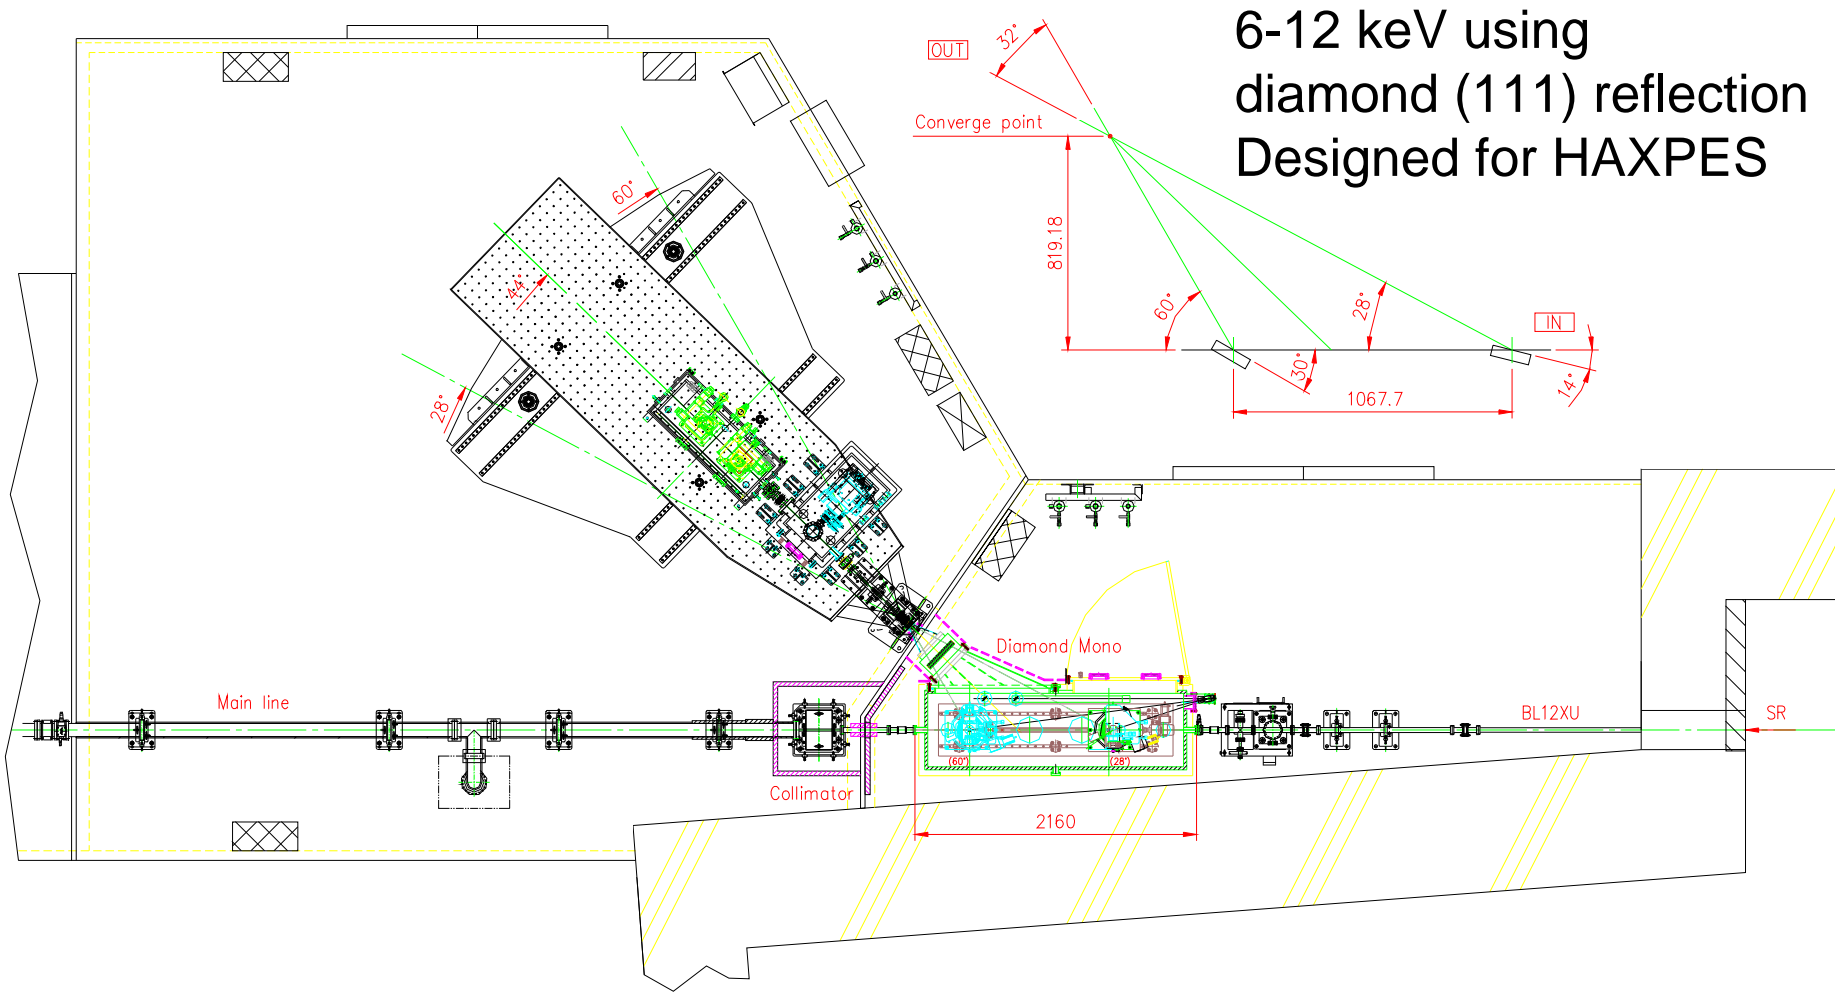 6-12 keV using
diamond (111) reflection
Designed for HAXPES
OUT
32°
Converge point
819.18
60°
28°
IN
30°
14°
1067.7
60°
44°
28°
Diamond Mono
Main line
BL12XU
SR
(60°)
(28°)
Collimator
2160